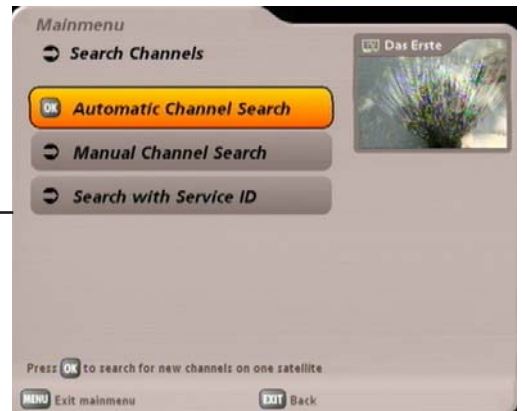 Mainmenu
Search Channels
Das Erste
OK Automatic Channel Search
Manual Channel Search
Search with Service ID
Press OK to search for new channels on one satellite
MENU Exit mainmenu EXIT Back